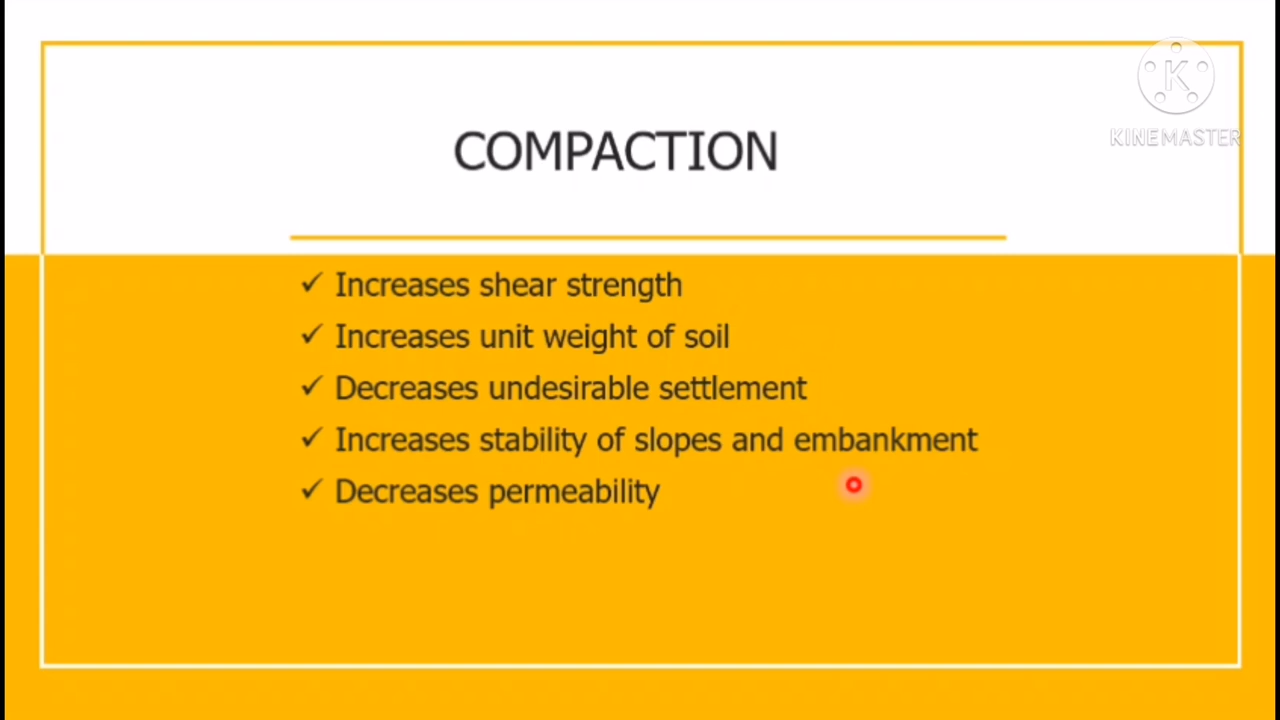 K
KINEMASTER
COMPACTION
✓ Increases shear strength
✓ Increases unit weight of soil
✓ Decreases undesirable settlement
✓ Increases stability of slopes and embankment
✓ Decreases permeability